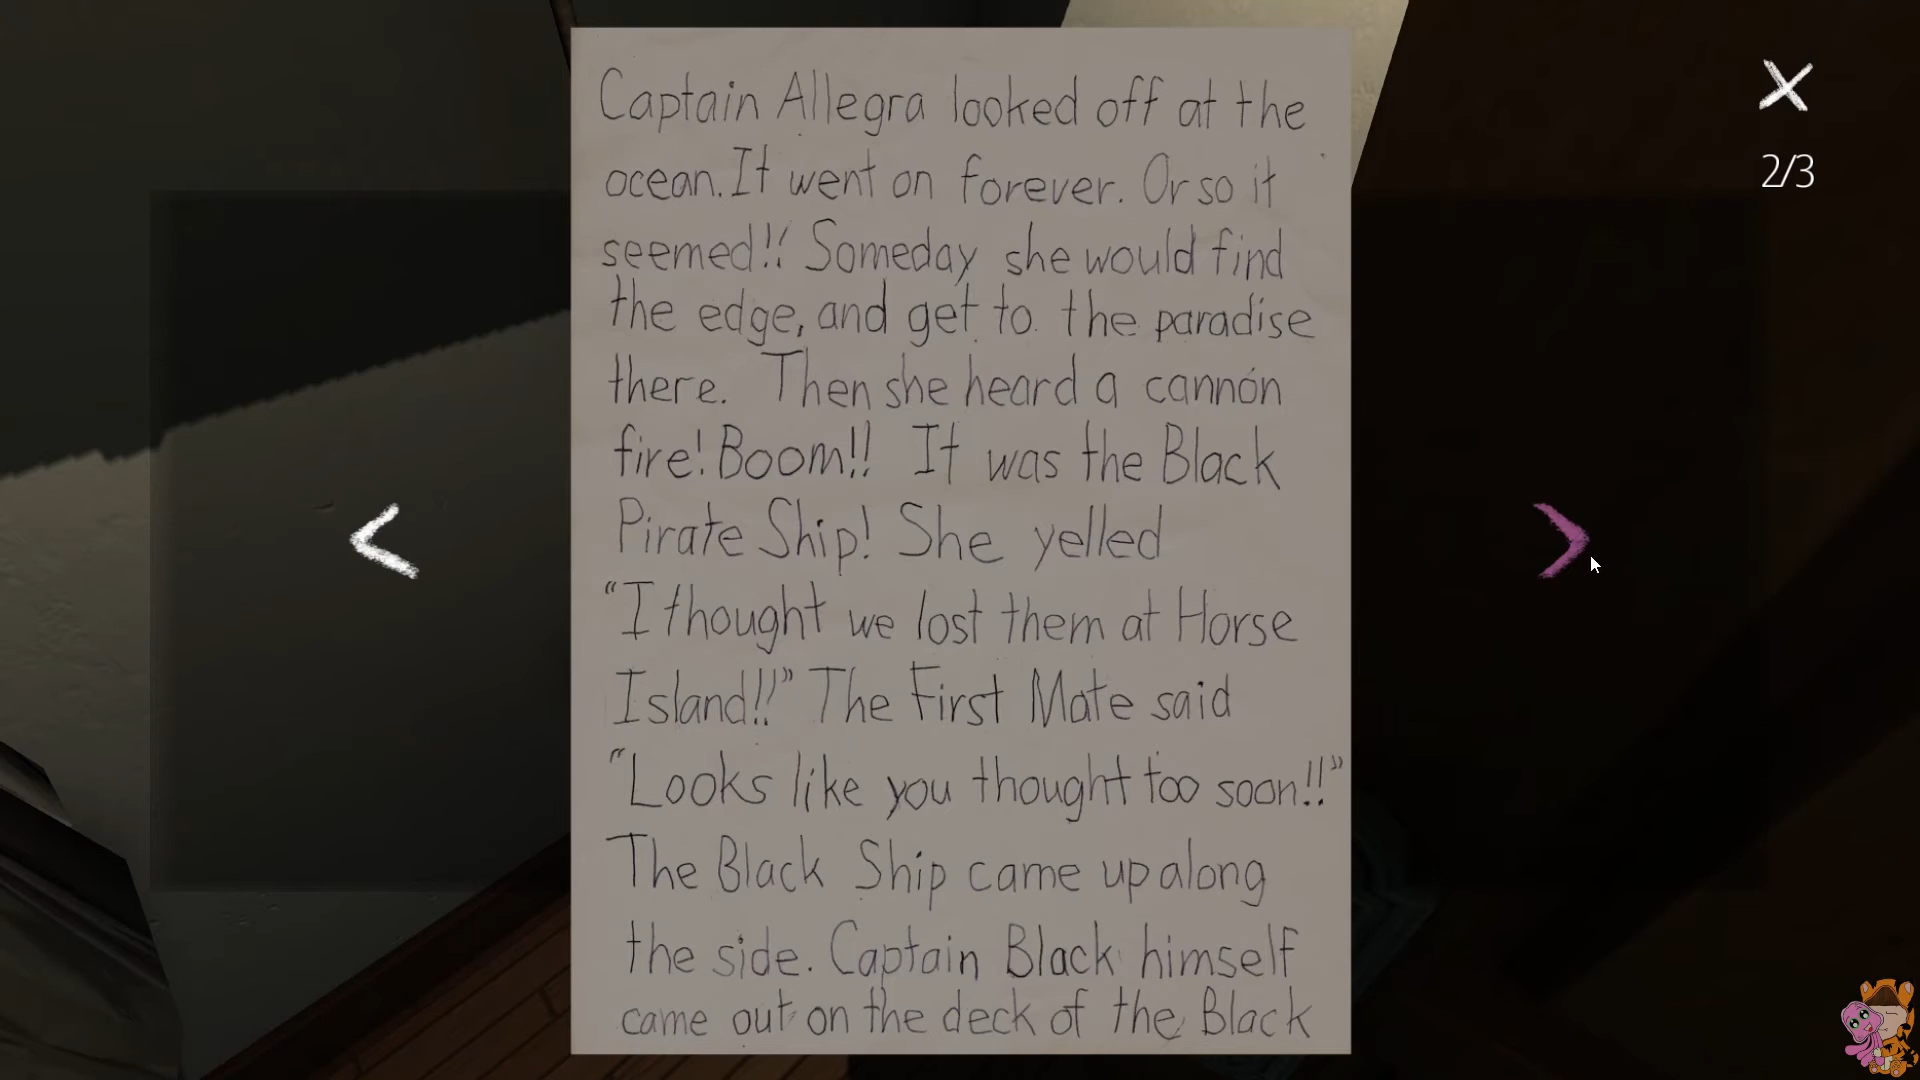 Captain Allegra looked off at the
ocean. It went on forever. Or so it
seemed!! Someday she would find
the edge, and get to the paradise
there. Then she heard a cannon
fire! Boom!! It was the Black
Pirate Ship! She yelled
“I thought we lost them at Horse
Island!!” The First Mate said
“Looks like you thought too soon!!”
The Black Ship came up along
the side. Captain Black himself
came out on the deck of the Black
2/3